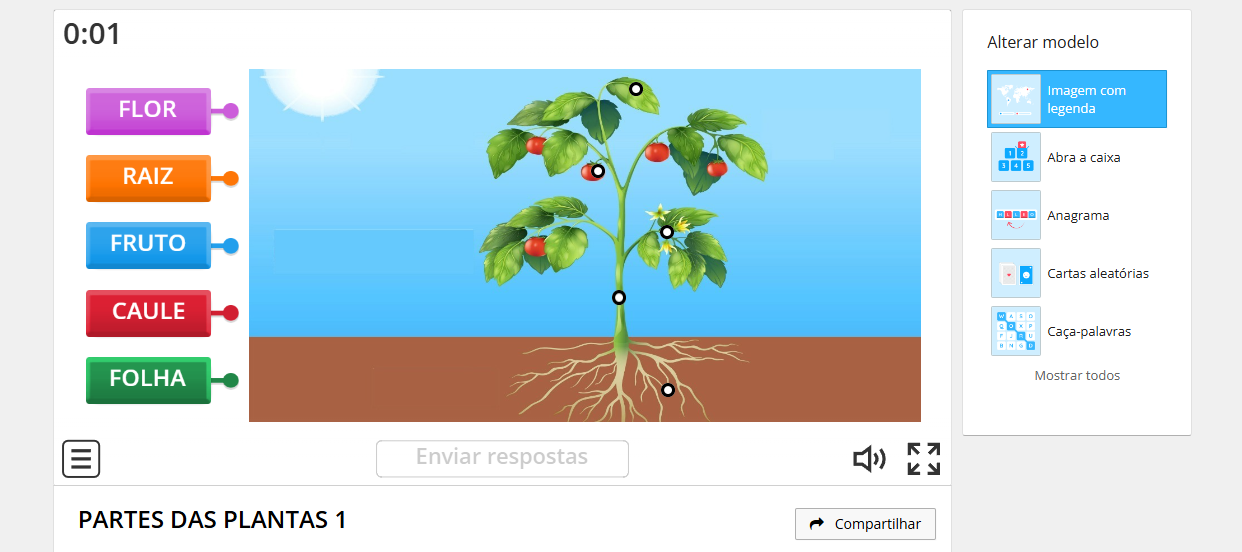 0:01
FLOR
RAIZ
FRUTO
CAULE
FOLHA
Enviar respostas
PARTES DAS PLANTAS 1
Compartilhar
Alterar modelo
Imagem com
legenda
Abra a caixa
Anagrama
Cartas aleatórias
Caça-palavras
Mostrar todos